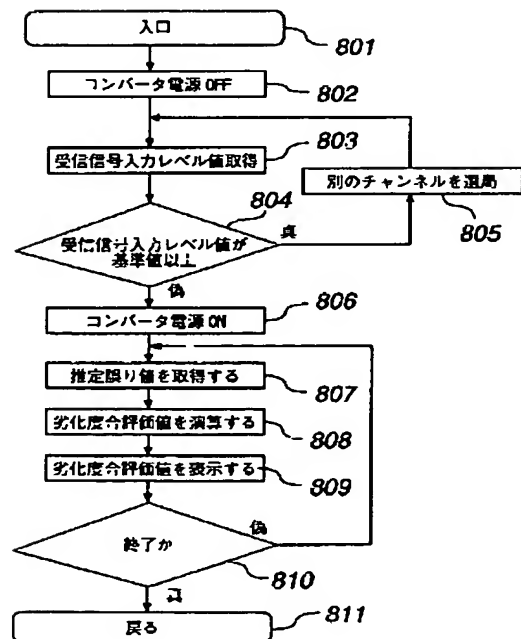 入口
801
コンバータ電源 OFF
802
803
受信信号入力レベル値取得
804
別のチャンネルを選局
805
受信信号入力レベル値が
基準値以上
真
偽
806
コンバータ電源 ON
推定誤り値を取得する
807
劣化度合評価値を演算する
808
劣化度合評価値を表示する
809
偽
終了か
810
真
戻る
811